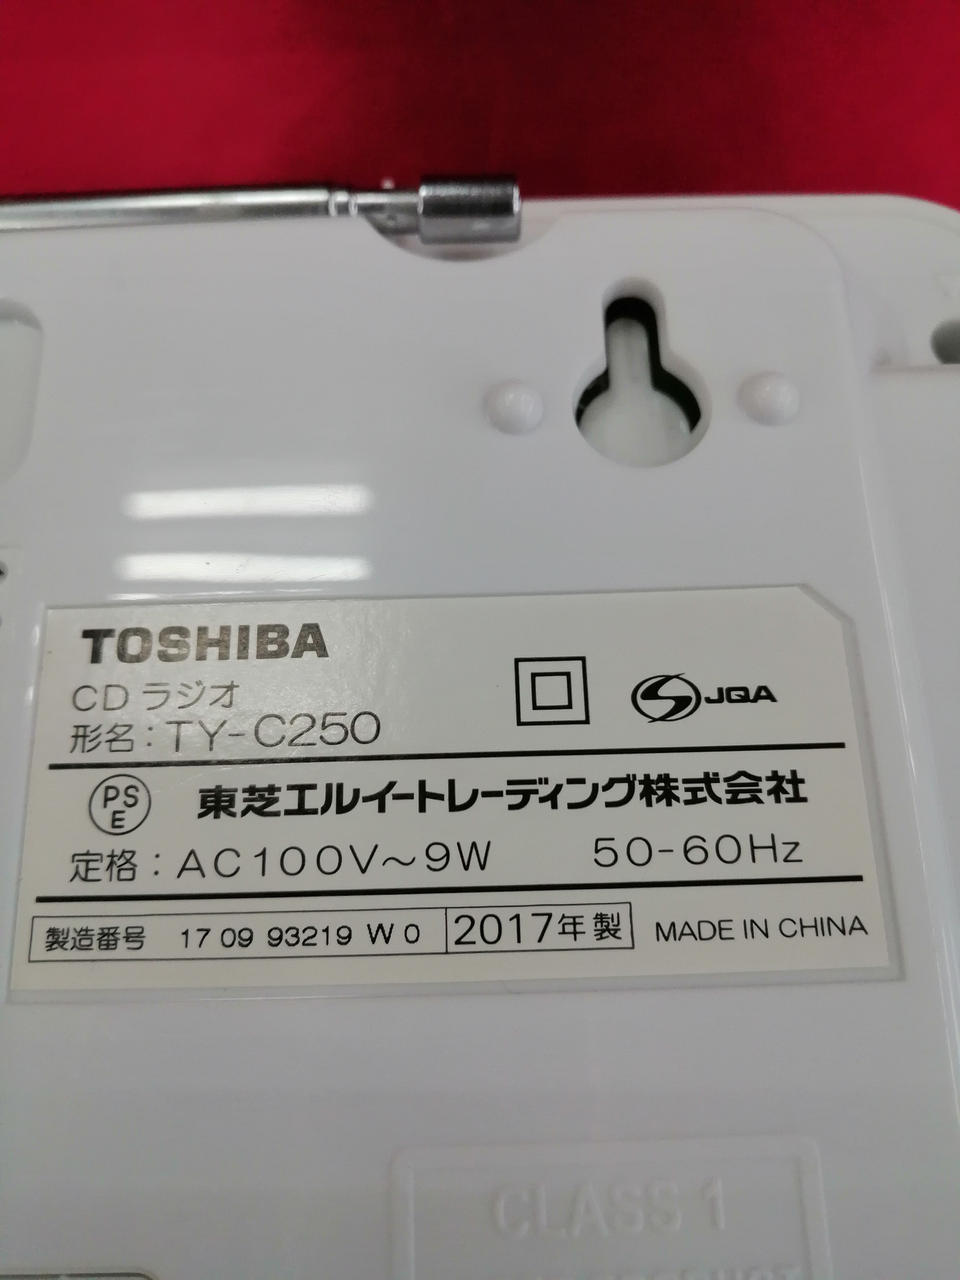 TOSHIBA
CDラジオ
形名：TY-C250
JQA
PS
E
東芝エルイートレーディング株式会社
定格：AC100V～9W 50-60Hz
製造番号 17 09 93219 W 0 2017年 製 MADE IN CHINA
CLASS 1